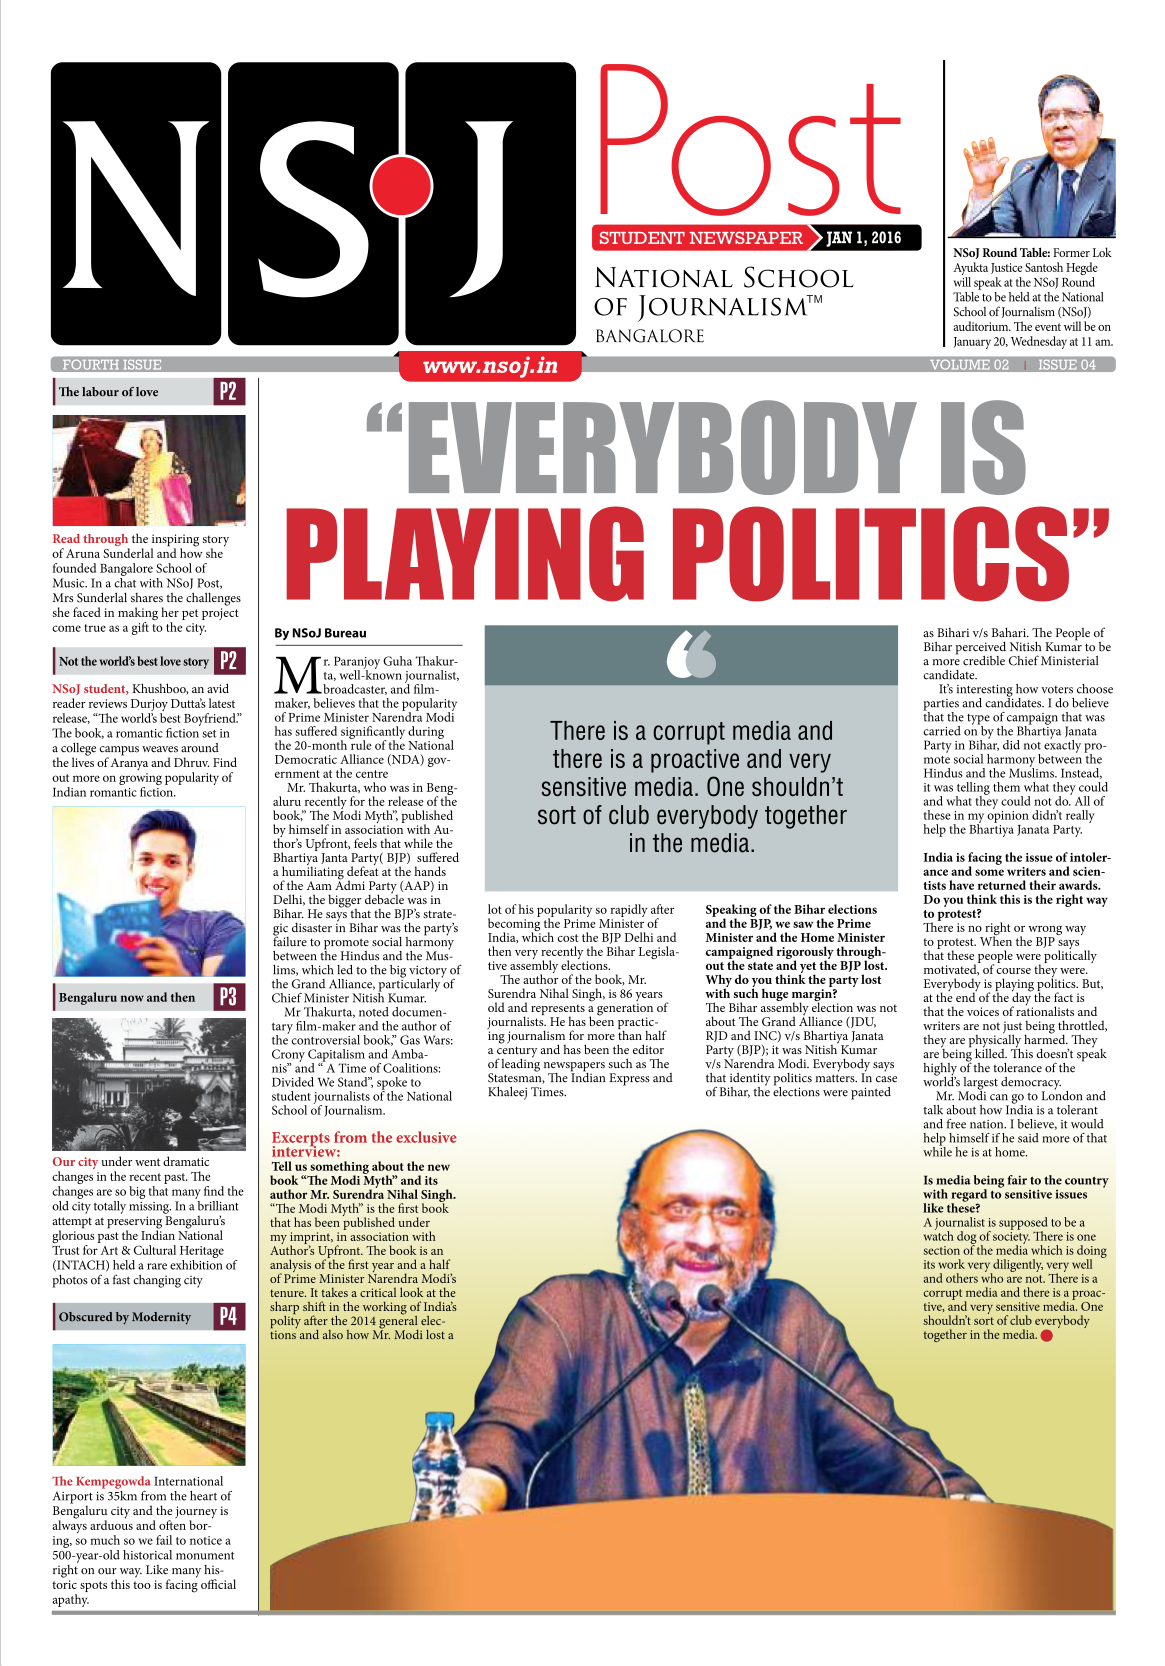 NSJ
Post
STUDENT NEWSPAPER
JAN 1, 2016
NATIONAL SCHOOL
OF JOURNALISM™
BANGALORE
NSoJ Round Table: Former Lok
Ayukta Justice Santosh Hegde
will speak at the NSoJ Round
Table to be held at the National
School of Journalism (NSoJ)
auditorium. The event will be on
January 20, Wednesday at 11 am.
FOURTH ISSUE
www.nsoj.in
VOLUME 02 | ISSUE 04
The labour of love P2
Read through the inspiring story
of Aruna Sunderlal and how she
founded Bangalore School of
Music. In a chat with NSoJ Post,
Mrs Sunderlal shares the challenges
she faced in making her pet project
come true as a gift to the city.
Not the world's best love story P2
NSoJ student, Khushboo, an avid
reader reviews Durjoy Dutta's latest
release, “The world's best Boyfriend.”
The book, a romantic fiction set in
a college campus weaves around
the lives of Aranya and Dhruv. Find
out more on growing popularity of
Indian romantic fiction.
Bengaluru now and then P3
Our city under went dramatic
changes in the recent past. The
changes are so big that many find the
old city totally missing. In a brilliant
attempt at preserving Bengaluru's
glorious past the Indian National
Trust for Art & Cultural Heritage
(INTACH) held a rare exhibition of
photos of a fast changing city
Obscured by Modernity P4
The Kempegowda International
Airport is 35km from the heart of
Bengaluru city and the journey is
always arduous and often bor-
ing, so much so we fail to notice a
500-year-old historical monument
right on our way. Like many his-
toric spots this too is facing official
apathy.
“EVERYBODY IS
PLAYING POLITICS”
By NSoJ Bureau
Mr. Paranjoy Guha Thakur-
ta, well-known journalist,
broadcaster, and film-
maker, believes that the popularity
of Prime Minister Narendra Modi
has suffered significantly during
the 20-month rule of the National
Democratic Alliance (NDA) gov-
ernment at the centre
Mr. Thakurta, who was in Beng-
aluru recently for the release of the
book,” The Modi Myth”, published
by himself in association with Au-
thor's Upfront, feels that while the
Bhartiya Janta Party( BJP) suffered
a humiliating defeat at the hands
of the Aam Admi Party (AAP) in
Delhi, the bigger debacle was in
Bihar. He says that the BJP's strate-
gic disaster in Bihar was the party's
failure to promote social harmony
between the Hindus and the Mus-
lims, which led to the big victory of
the Grand Alliance, particularly of
Chief Minister Nitish Kumar.
Mr Thakurta, noted documen-
tary film-maker and the author of
the controversial book,” Gas Wars:
Crony Capitalism and Amba-
nis” and “ A Time of Coalitions:
Divided We Stand”, spoke to
student journalists of the National
School of Journalism.
Excerpts from the exclusive
interview:
Tell us something about the new
book “The Modi Myth” and its
author Mr. Surendra Nihal Singh.
“The Modi Myth” is the first book
that has been published under
my imprint, in association with
Author's Upfront. The book is an
analysis of the first year and a half
of Prime Minister Narendra Modi's
tenure. It takes a critical look at the
sharp shift in the working of India's
polity after the 2014 general elec-
tions and also how Mr. Modi lost a
“
There is a corrupt media and
there is a proactive and very
sensitive media. One shouldn't
sort of club everybody together
in the media.
lot of his popularity so rapidly after
becoming the Prime Minister of
India, which cost the BJP Delhi and
then very recently the Bihar Legisla-
tive assembly elections.
The author of the book, Mr.
Surendra Nihal Singh, is 86 years
old and represents a generation of
journalists. He has been practic-
ing journalism for more than half
a century and has been the editor
of leading newspapers such as The
Statesman, The Indian Express and
Khaleej Times.
Speaking of the Bihar elections
and the BJP, we saw the Prime
Minister and the Home Minister
campaigned rigorously through-
out the state and yet the BJP lost.
Why do you think the party lost
with such huge margin?
The Bihar assembly election was not
about The Grand Alliance (JDU,
RJD and INC) v/s Bhartiya Janata
Party (BJP); it was Nitish Kumar
v/s Narendra Modi. Everybody says
that identity politics matters. In case
of Bihar, the elections were painted
as Bihari v/s Bahari. The People of
Bihar perceived Nitish Kumar to be
a more credible Chief Ministerial
candidate.
It's interesting how voters choose
parties and candidates. I do believe
that the type of campaign that was
carried on by the Bhartiya Janata
Party in Bihar, did not exactly pro-
mote social harmony between the
Hindus and the Muslims. Instead,
it was telling them what they could
and what they could not do. All of
these in my opinion didn't really
help the Bhartiya Janata Party.
India is facing the issue of intoler-
ance and some writers and scien-
tists have returned their awards.
Do you think this is the right way
to protest?
There is no right or wrong way
to protest. When the BJP says
that these people were politically
motivated, of course they were.
Everybody is playing politics. But,
at the end of the day the fact is
that the voices of rationalists and
writers are not just being throttled,
they are physically harmed. They
are being killed. This doesn't speak
highly of the tolerance of the
world's largest democracy.
Mr. Modi can go to London and
talk about how India is a tolerant
and free nation. I believe, it would
help himself if he said more of that
while he is at home.
Is media being fair to the country
with regard to sensitive issues
like these?
A journalist is supposed to be a
watch dog of society. There is one
section of the media which is doing
its work very diligently, very well
and others who are not. There is a
corrupt media and there is a proac-
tive, and very sensitive media. One
shouldn't sort of club everybody
together in the media.